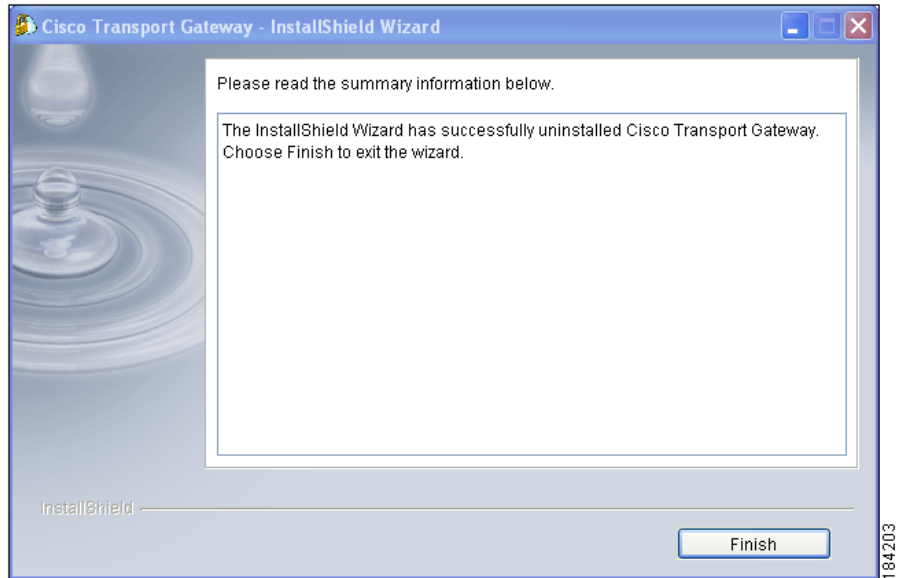 Cisco Transport Gateway - InstallShield Wizard
Please read the summary information below.
The InstallShield Wizard has successfully uninstalled Cisco Transport Gateway.
Choose Finish to exit the wizard.
InstallShield
Finish
184203